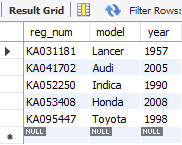 Result Grid Filter Rows:
reg_num model year
KA031181 Lancer 1957
KA041702 Audi 2005
KA052250 Indica 1990
KA053408 Honda 2008
KA095447 Toyota 1998
NULL NULL NULL